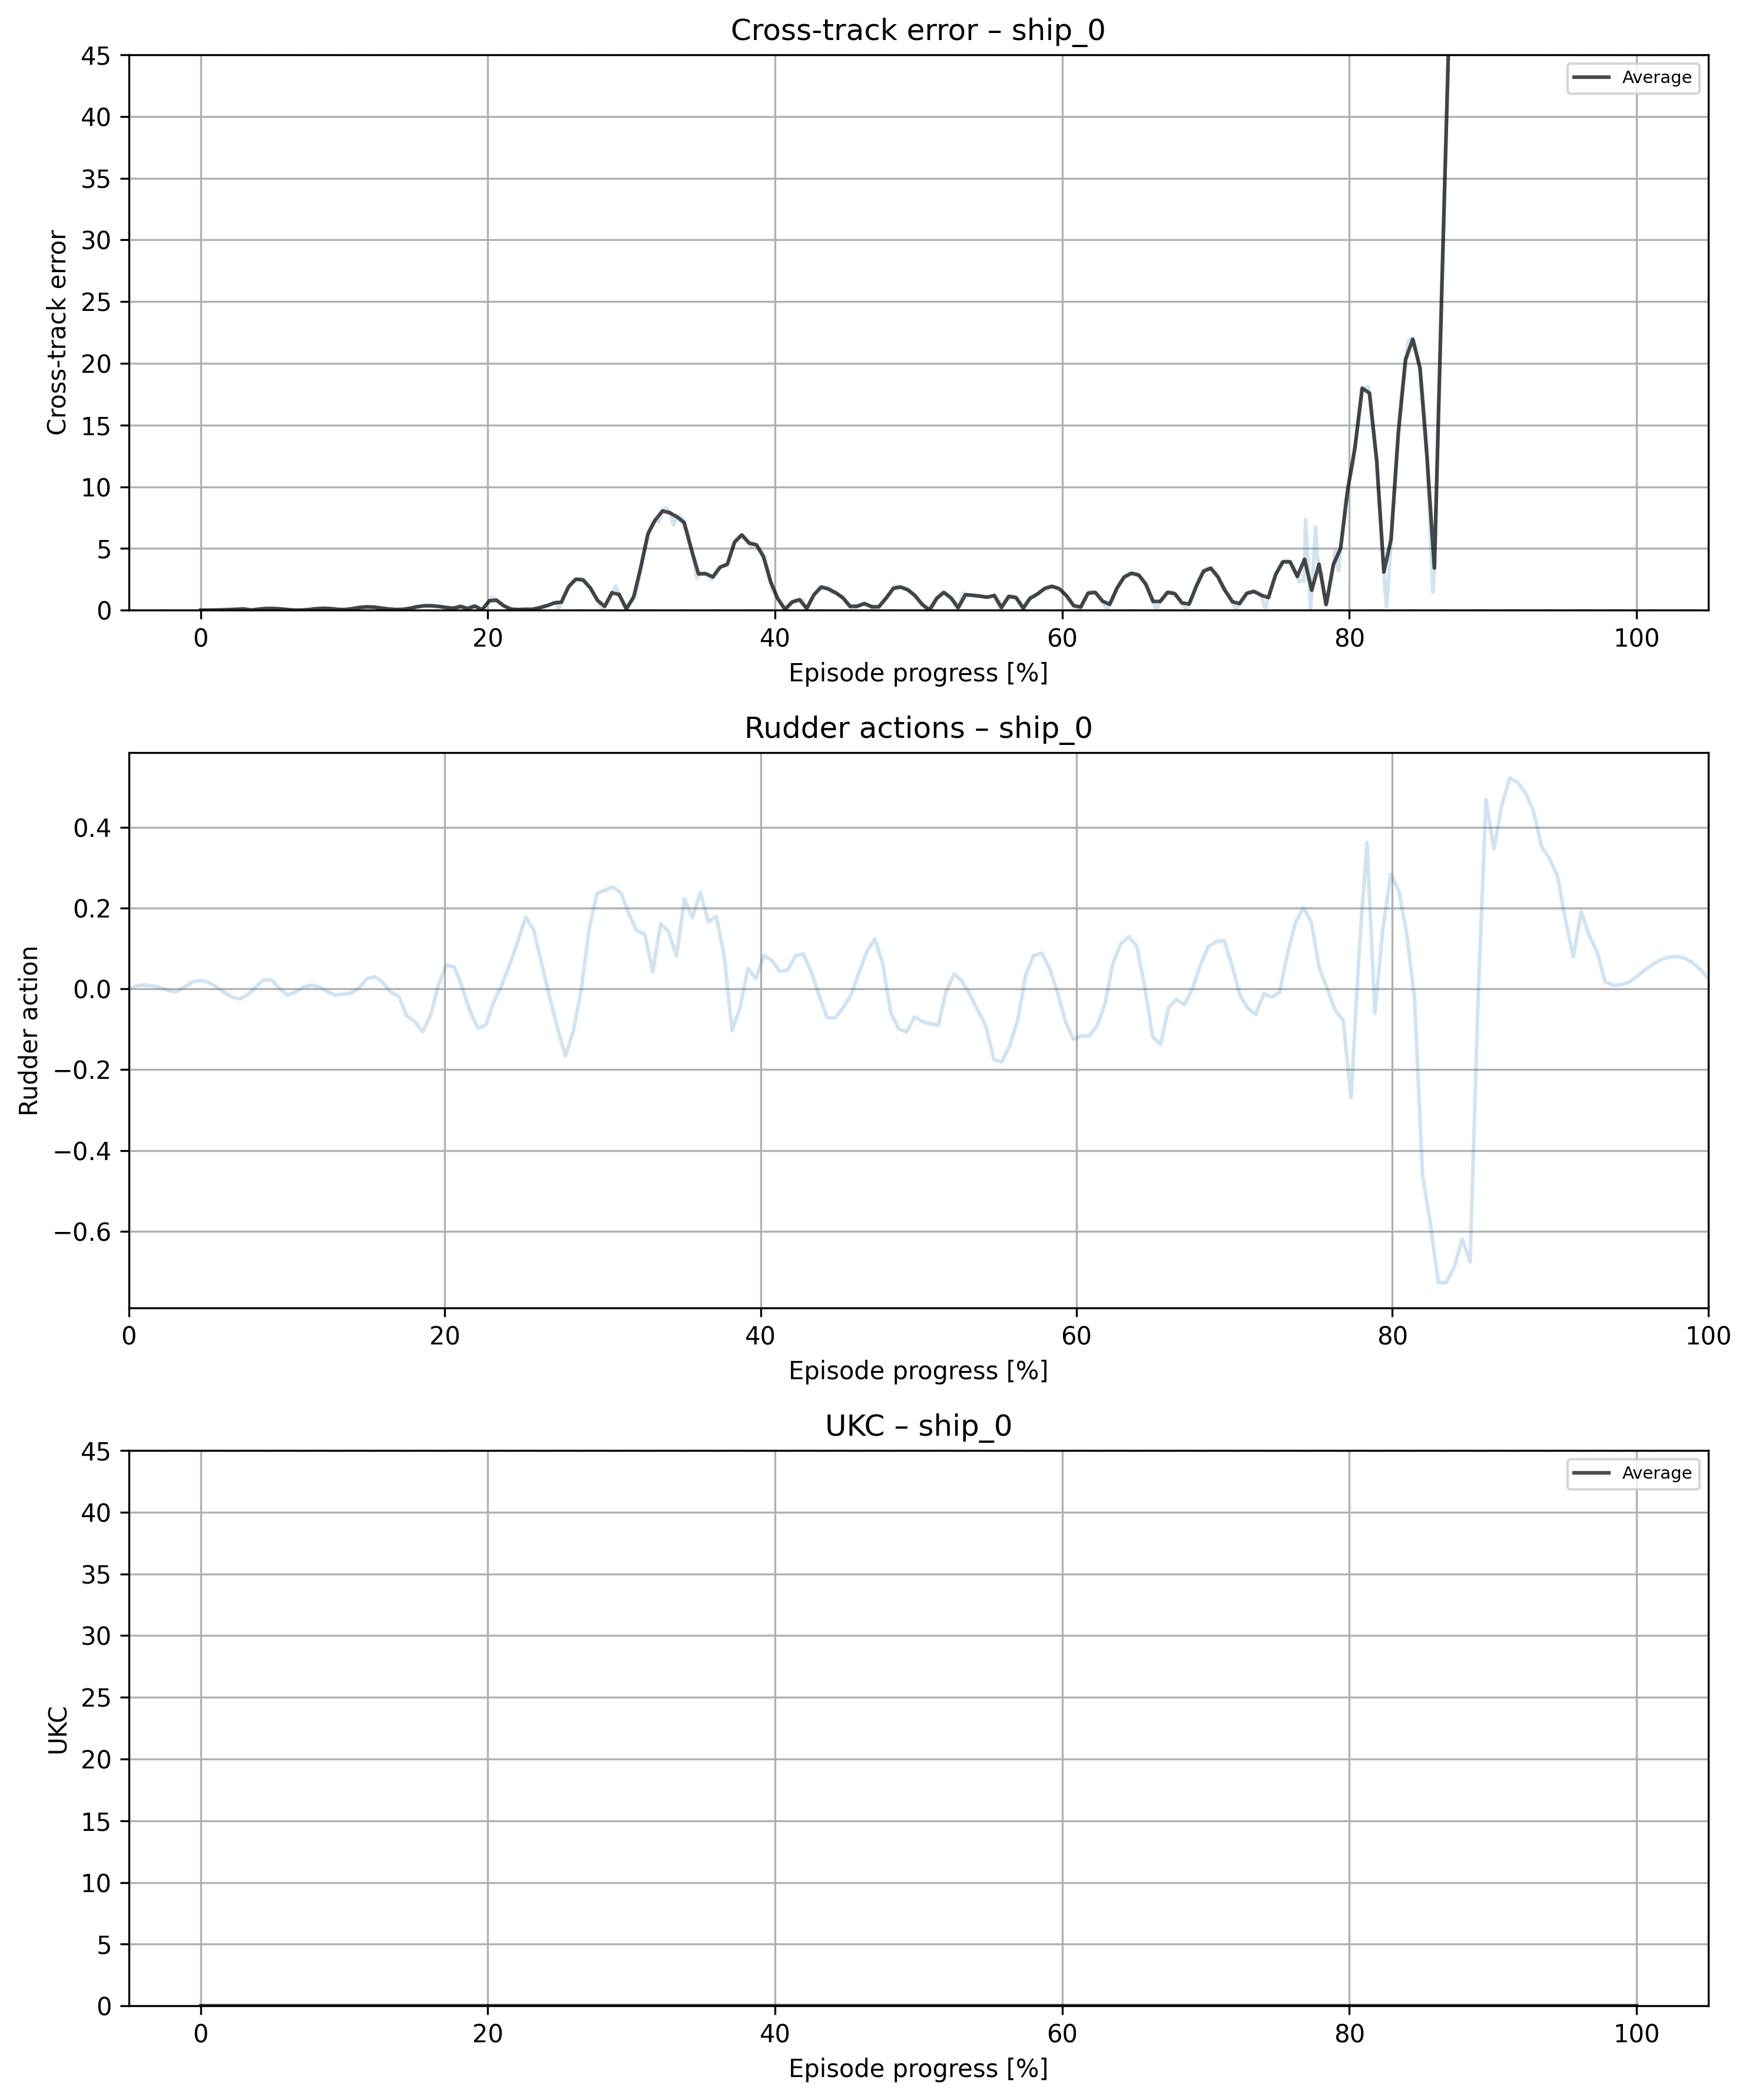 Cross-track error – ship_0
45
40
35
30
25
20
15
10
5
0
Cross-track error
Average
0 20 40 60 80 100
Episode progress [%]
Rudder actions – ship_0
0.4
0.2
0.0
−0.2
−0.4
−0.6
Rudder action
0 20 40 60 80 100
Episode progress [%]
UKC – ship_0
45
40
35
30
25
20
15
10
5
0
UKC
Average
0 20 40 60 80 100
Episode progress [%]